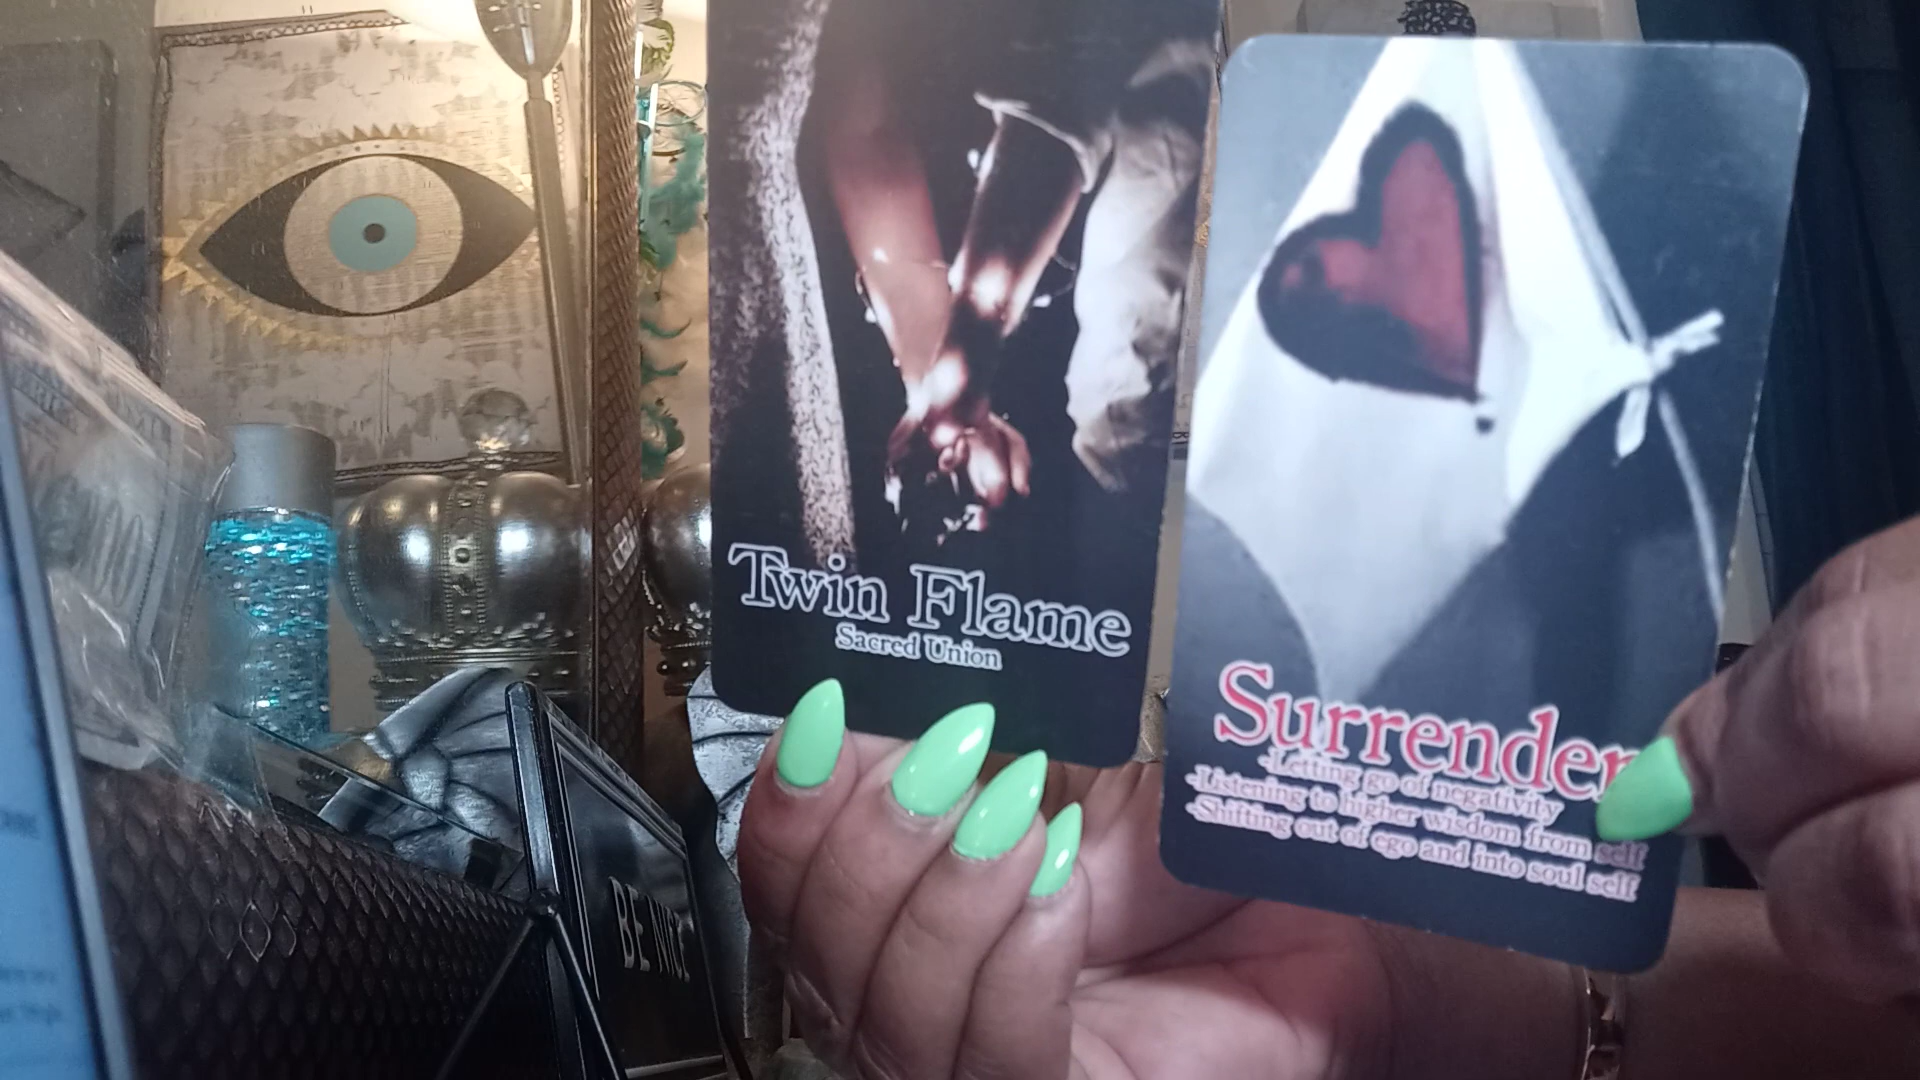 Twin Flame
Sacred Union
Surrender
-Letting go of negativity
-Listening to higher wisdom from self
-Shifting out of ego and into soul self
BE NICE